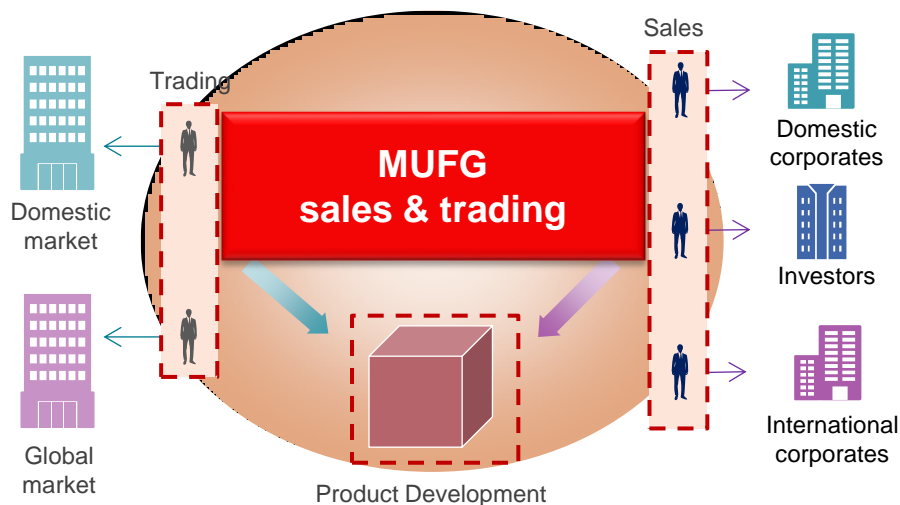 Trading
Sales
MUFG
sales & trading
Domestic
market
Global
market
Domestic
corporates
Investors
International
corporates
Product Development